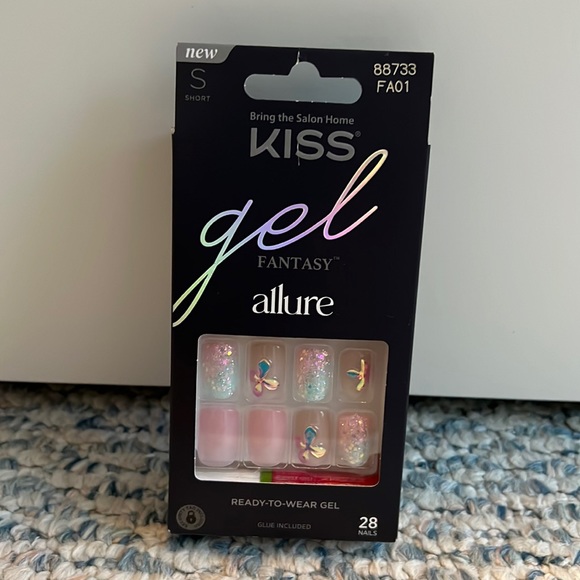 new
S
SHORT
88733
FA01
Bring the Salon Home
KISS®
gel
FANTASY™
allure
READY-TO-WEAR GEL
GLUE INCLUDED
28
NAILS